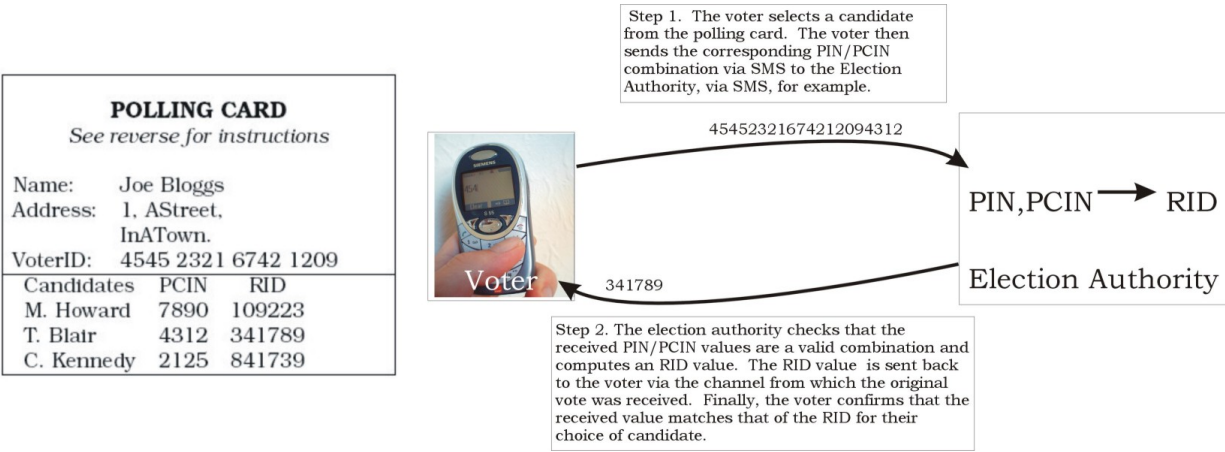 POLLING CARD
See reverse for instructions
Name: Joe Bloggs
Address: 1, AStreet,
InATown.
VoterID: 4545 2321 6742 1209
Candidates PCIN RID
M. Howard 7890 109223
T. Blair 4312 341789
C. Kennedy 2125 841739
Step 1. The voter selects a candidate
from the polling card. The voter then
sends the corresponding PIN/PCIN
combination via SMS to the Election
Authority, via SMS, for example.
45452321674212094312
SIEMENS
Voter
341789
PIN,PCIN → RID
Election Authority
Step 2. The election authority checks that the
received PIN/PCIN values are a valid combination and
computes an RID value. The RID value is sent back
to the voter via the channel from which the original
vote was received. Finally, the voter confirms that the
received value matches that of the RID for their
choice of candidate.